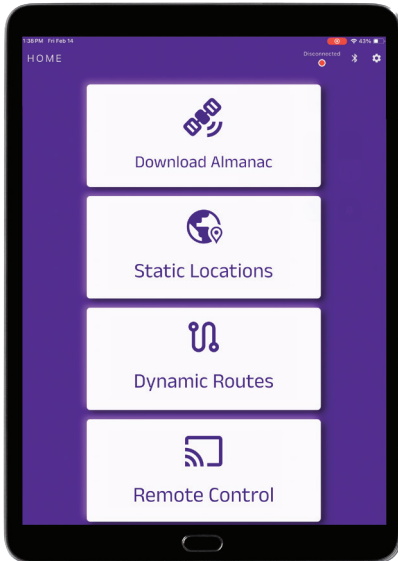 1:38 PM Fri Feb 14
43%
HOME
Disconnected
Download Almanac
Static Locations
Dynamic Routes
Remote Control